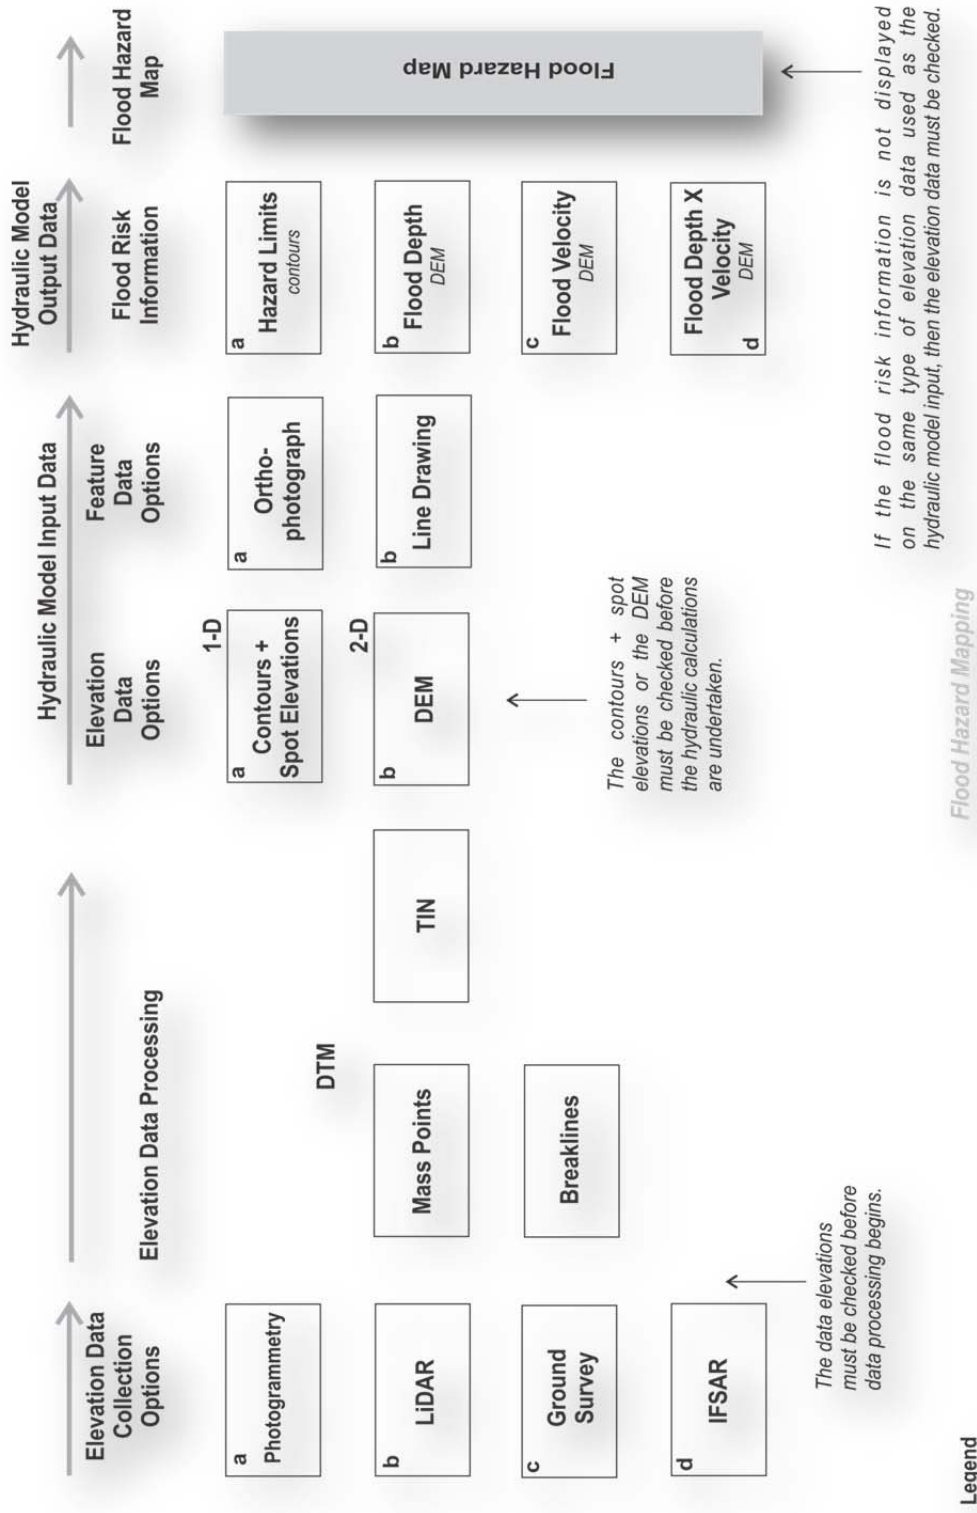 Elevation Data
Collection
Options
Elevation Data Processing
Hydraulic Model Input Data
Elevation
Data
Options
Feature
Data
Options
Hydraulic Model
Output Data
Flood Risk
Information
Flood Hazard
Map
a
Photogrammetry
b
LiDAR
c
Ground
Survey
d
IFSAR
The data elevations
must be checked before
data processing begins.
DTM
Mass Points
Breaklines
TIN
1-D
a
Contours +
Spot Elevations
2-D
b
DEM
The contours + spot
elevations or the DEM
must be checked before
the hydraulic calculations
are undertaken.
a
Ortho-
photograph
b
Line Drawing
a
Hazard Limits
contours
b
Flood Depth
DEM
c
Flood Velocity
DEM
Flood Depth X
Velocity
DEM
d
Flood Hazard Map
If the flood risk information is not displayed
on the same type of elevation data used as the
hydraulic model input, then the elevation data must be checked.
Legend
Flood Hazard Mapping